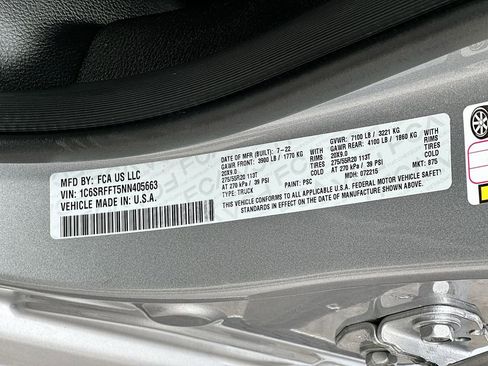 MFD BY: FCA US LLC
VIN: 1C6SRFFT5NN405663
VEHICLE MADE IN: U.S.A.
DATE OF MFR (BUILT): 7-22
GAWR FRONT: 3900 LB / 1770 KG WITH
20X9.0 RIMS
275/55R20 113T TIRES
AT 270 kPa / 39 PSI
TYPE: TRUCK
PAINT: PSC
GVWR: 7100 LB / 3221 KG
GAWR REAR: 4100 LB / 1860 KG WITH
20X9.0 RIMS
275/55R20 113T TIRES
AT 270 kPa / 39 PSI
MDH: 072215
MKT: 875
THIS VEHICLE CONFORMS TO ALL APPLICABLE U.S.A. FEDERAL MOTOR VEHICLE SAFETY
STANDARDS IN EFFECT ON THE DATE OF MANUFACTURE SHOWN ABOVE.